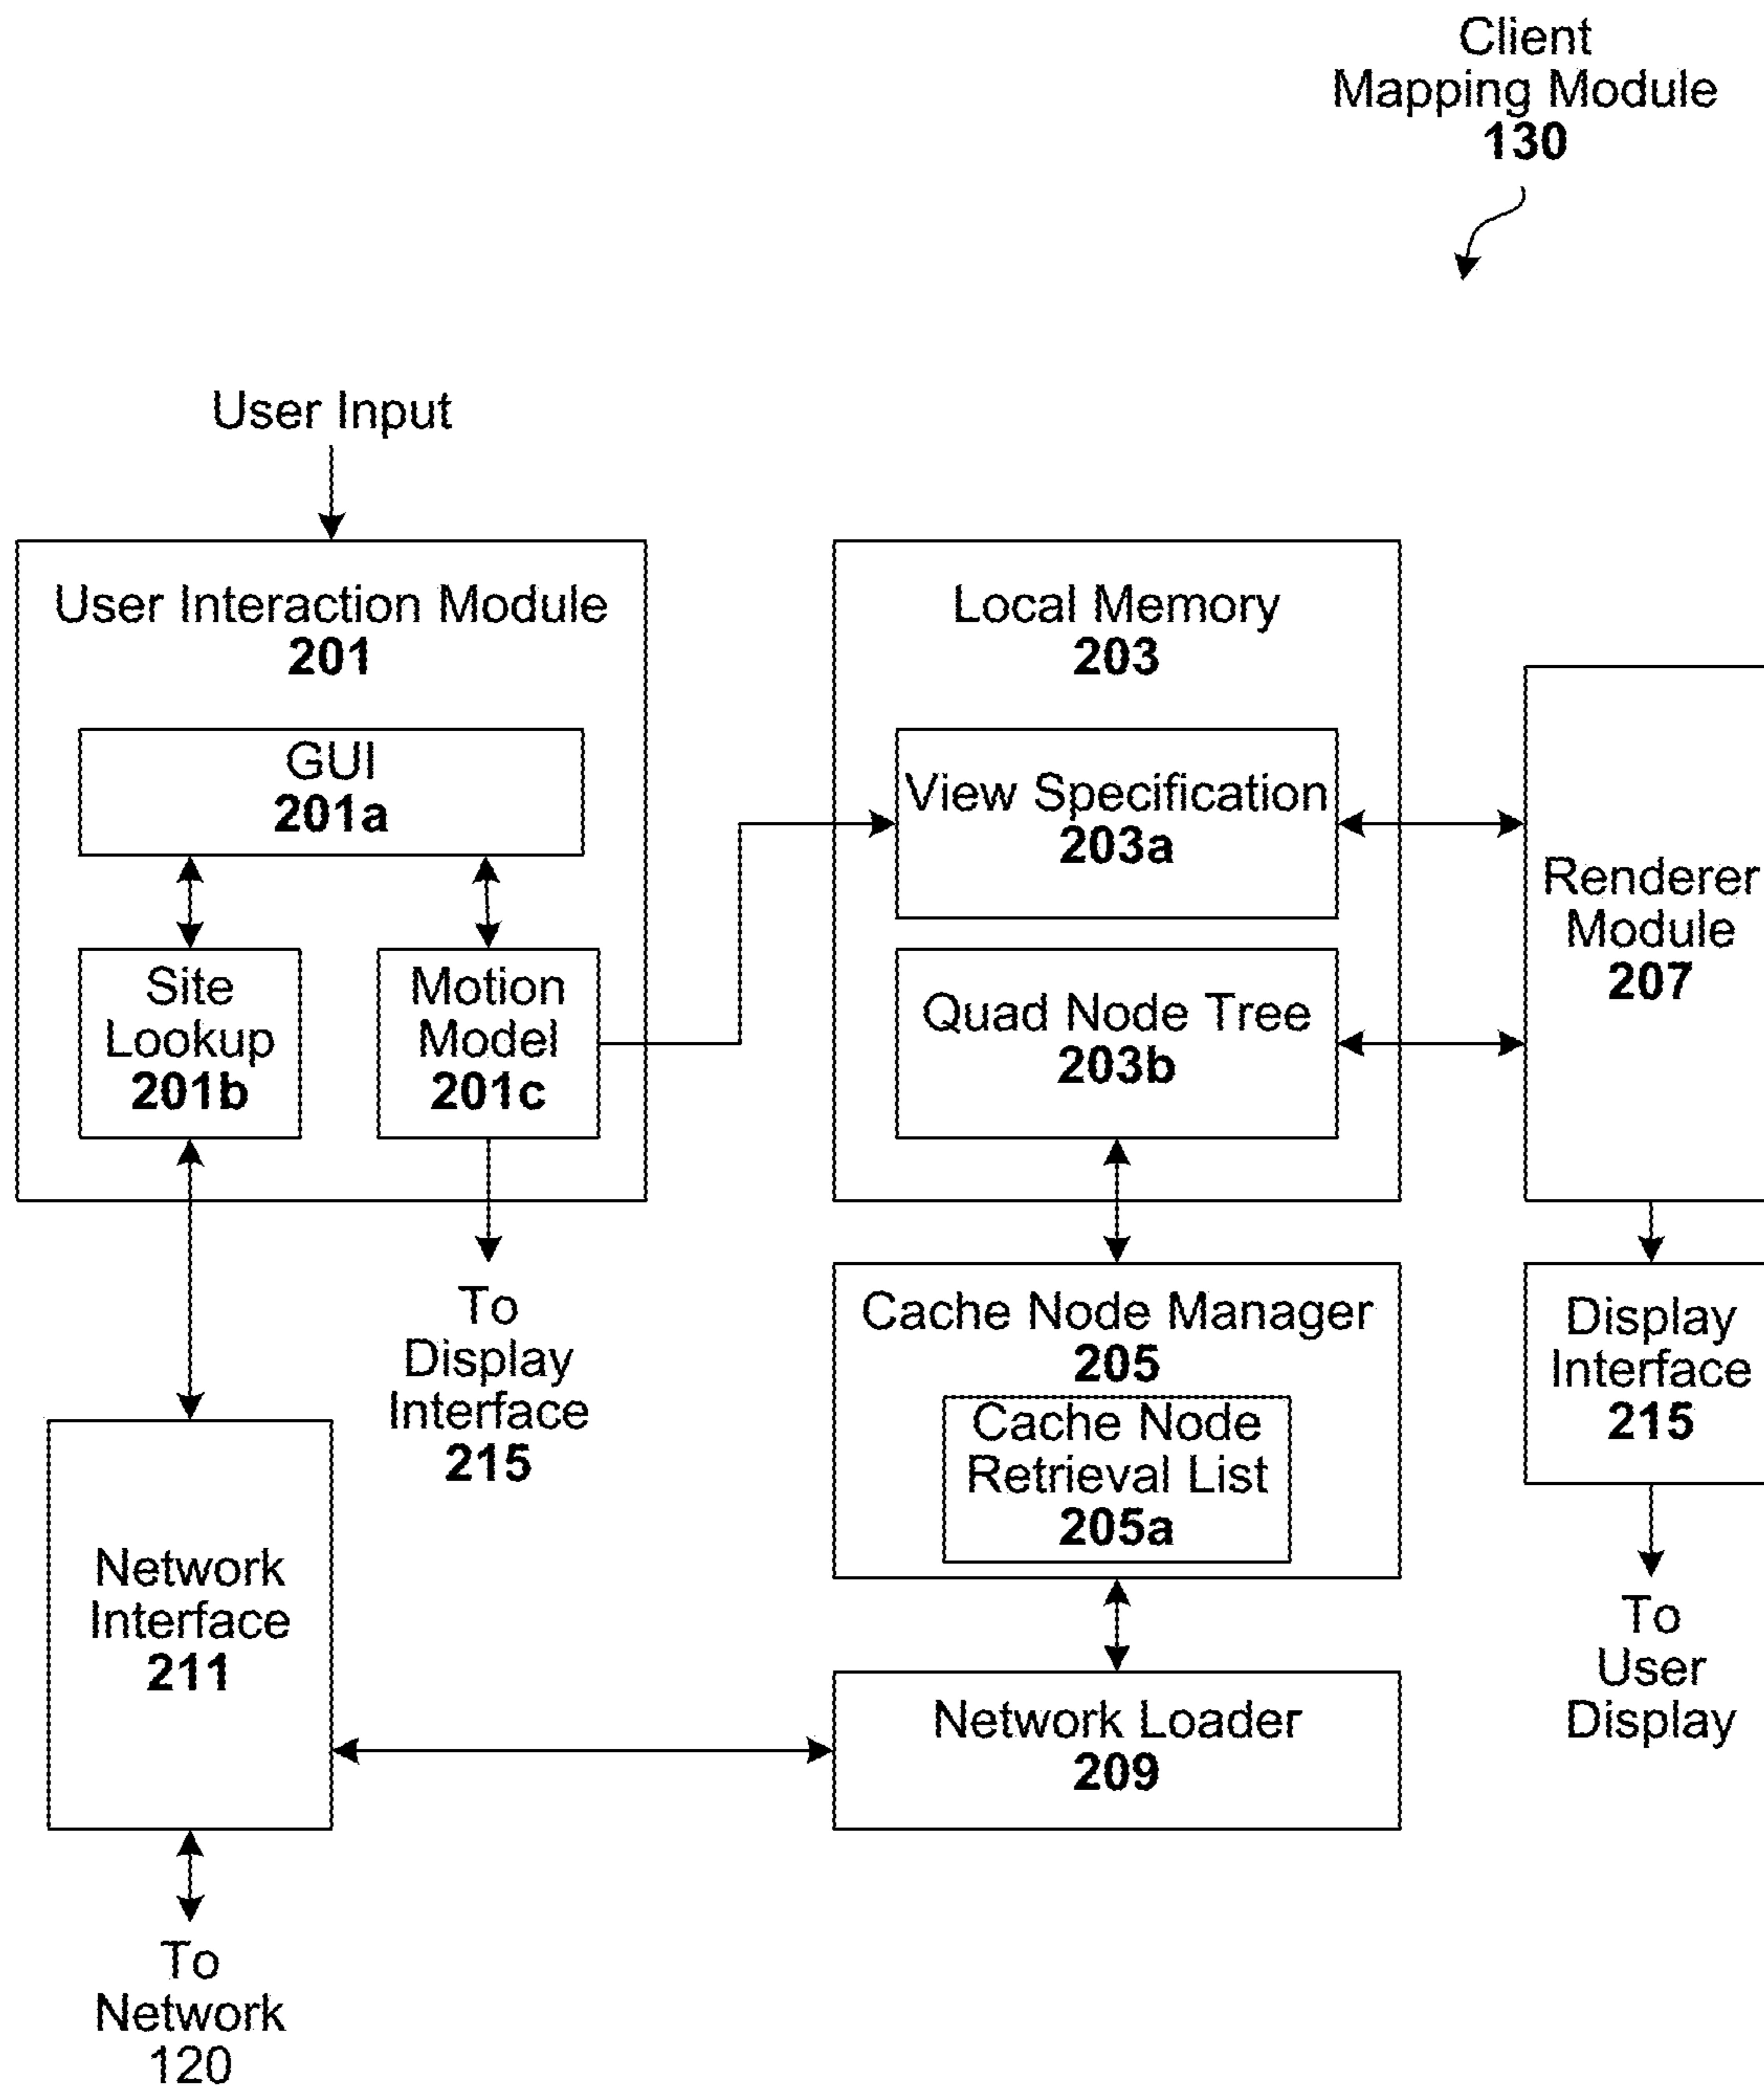 Client
Mapping Module
130
User Input
User Interaction Module
201
GUI
201a
Site
Lookup
201b
Motion
Model
201c
Local Memory
203
View Specification
203a
Quad Node Tree
203b
Renderer
Module
207
To
Display
Interface
215
Cache Node Manager
205
Cache Node
Retrieval List
205a
Display
Interface
215
Network
Interface
211
Network Loader
209
To
User
Display
To
Network
120